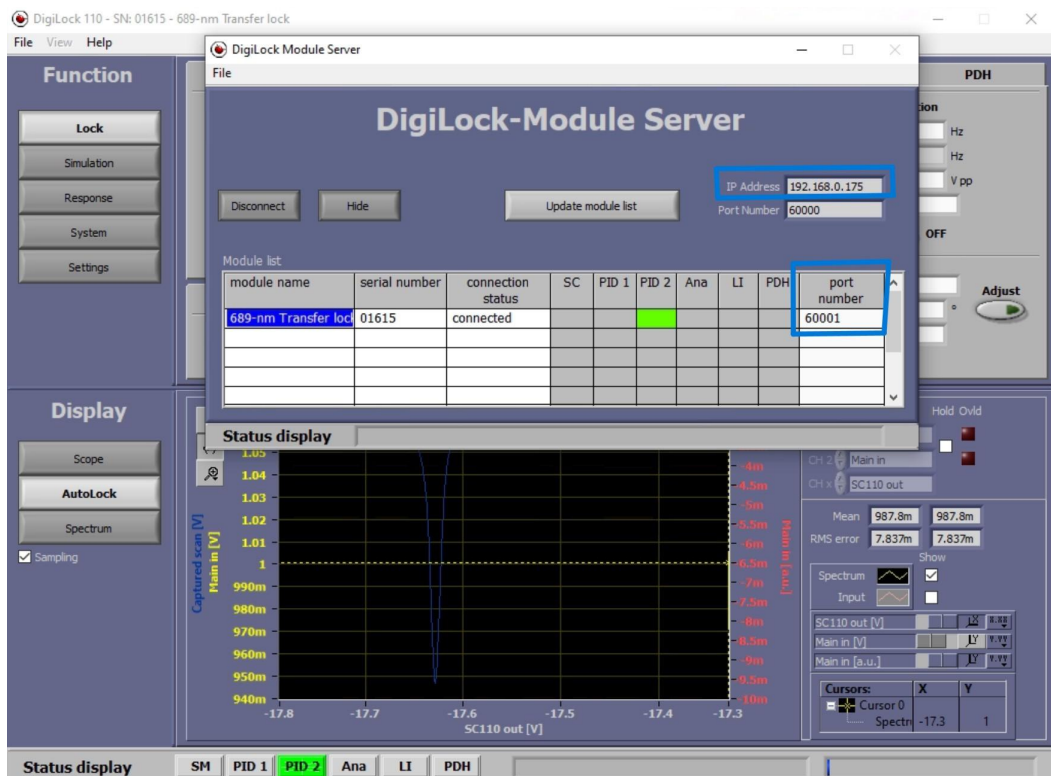 DigiLock 110 - SN: 01615 - 689-nm Transfer lock
File View Help
DigiLock Module Server
File
Function
Lock
Simulation
Response
System
Settings
DigiLock-Module Server
IP Address 192.168.0.175
Port Number 60000
Disconnect Hide Update module list
Module list
module name serial number connection status SC PID 1 PID 2 Ana LI PDH port number
689-nm Transfer loc 01615 connected 60001
Status display
PDH
Hz
Hz
V pp
OFF
Adjust
°
Display
Scope
AutoLock
Spectrum
Sampling
Captured scan [V]
Main in [V]
1.05
1.04
1.03
1.02
1.01
1
990m
980m
970m
960m
950m
940m
-17.8 -17.7 -17.6 -17.5 -17.4 -17.3
SC110 out [V]
-4m
-4.5m
-5m
-5.5m
-6m
-6.5m
-7m
-7.5m
-8m
-8.5m
-9m
-9.5m
-10m
Main in [a.u.]
Hold Ovld
CH 2 Main in
CH x SC110 out
Mean 987.8m 987.8m
RMS error 7.837m 7.837m
Show
Spectrum
Input
SC110 out [V]
Main in [V]
Main in [a.u.]
Cursors: X Y
Cursor 0
Spectr -17.3 1
Status display SM PID 1 PID 2 Ana LI PDH